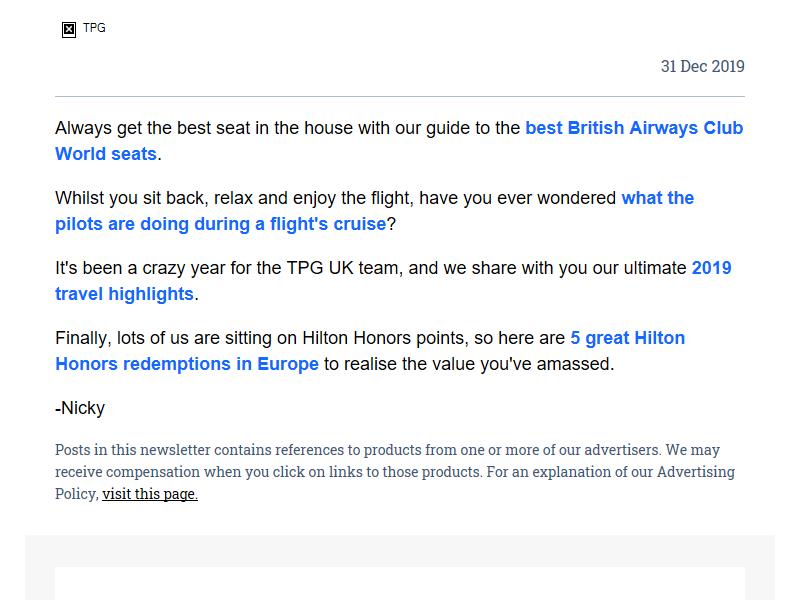 TPG
31 Dec 2019
Always get the best seat in the house with our guide to the best British Airways Club
World seats.
Whilst you sit back, relax and enjoy the flight, have you ever wondered what the
pilots are doing during a flight's cruise?
It's been a crazy year for the TPG UK team, and we share with you our ultimate 2019
travel highlights.
Finally, lots of us are sitting on Hilton Honors points, so here are 5 great Hilton
Honors redemptions in Europe to realise the value you've amassed.
-Nicky
Posts in this newsletter contains references to products from one or more of our advertisers. We may
receive compensation when you click on links to those products. For an explanation of our Advertising
Policy, visit this page.